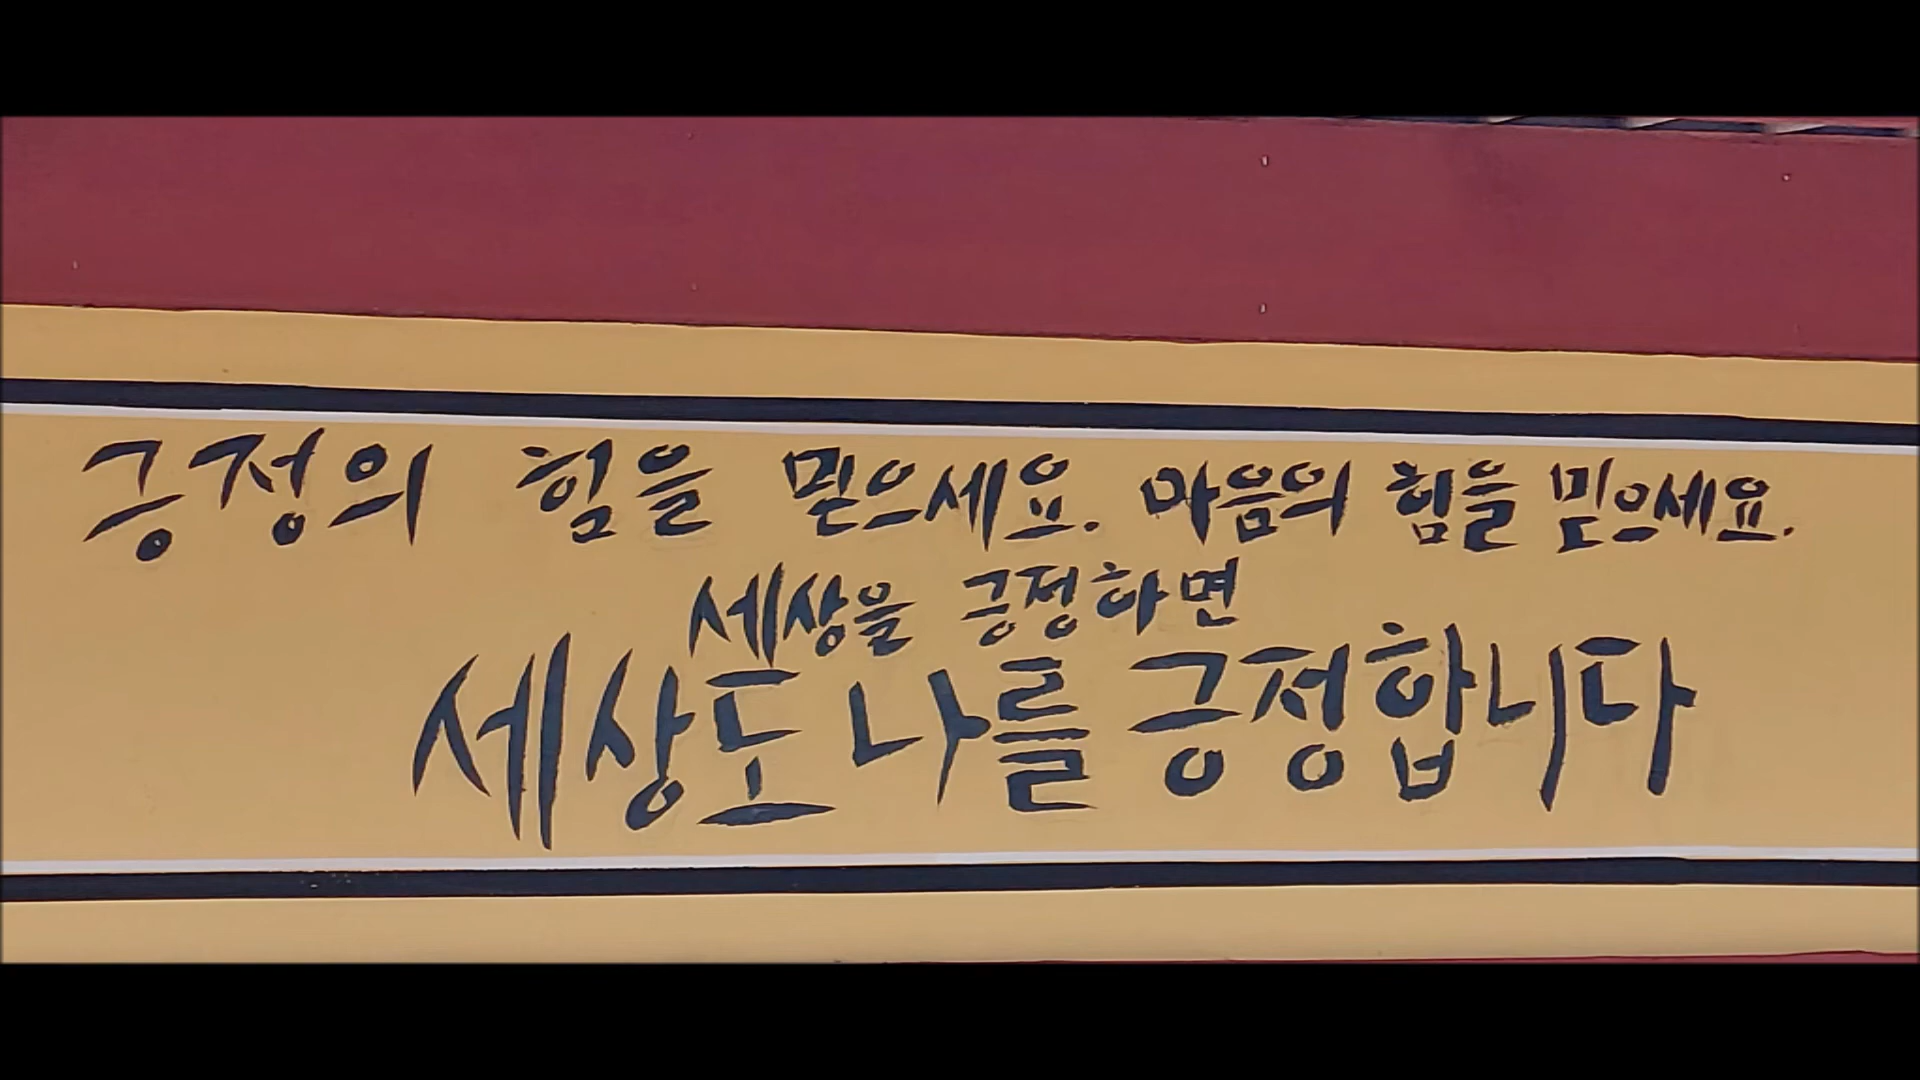 긍정의 힘을 믿으세요. 마음의 힘을 믿으세요.
세상을 긍정하면
세상도 나를 긍정합니다